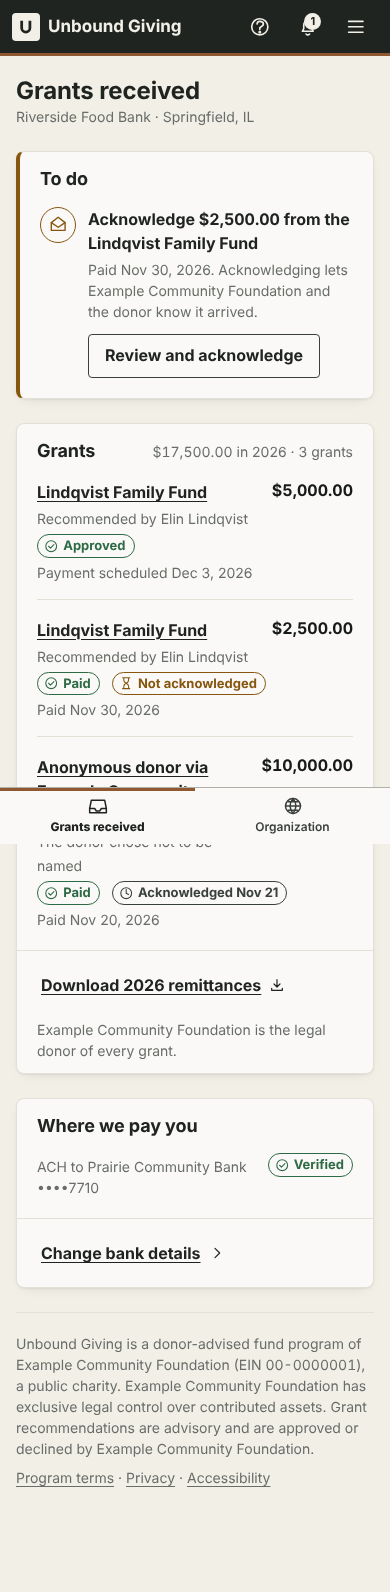 U Unbound Giving 1
Grants received
Riverside Food Bank · Springfield, IL
To do
Acknowledge $2,500.00 from the
Lindqvist Family Fund
Paid Nov 30, 2026. Acknowledging lets
Example Community Foundation and
the donor know it arrived.
Review and acknowledge
Grants $17,500.00 in 2026 · 3 grants
Lindqvist Family Fund $5,000.00
Recommended by Elin Lindqvist
Approved
Payment scheduled Dec 3, 2026
Lindqvist Family Fund $2,500.00
Recommended by Elin Lindqvist
Paid Not acknowledged
Paid Nov 30, 2026
Anonymous donor via $10,000.00
Grants received Organization
The donor chose not to be
named
Paid Acknowledged Nov 21
Paid Nov 20, 2026
Download 2026 remittances
Example Community Foundation is the legal
donor of every grant.
Where we pay you
ACH to Prairie Community Bank Verified
••••7710
Change bank details
Unbound Giving is a donor-advised fund program of
Example Community Foundation (EIN 00-0000001),
a public charity. Example Community Foundation has
exclusive legal control over contributed assets. Grant
recommendations are advisory and are approved or
declined by Example Community Foundation.
Program terms · Privacy · Accessibility